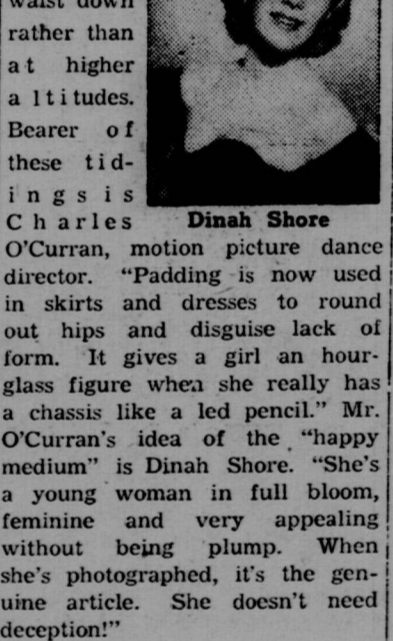 waist down
rather than
at higher
altitudes.
Bearer of
these tid-
ings is
Charles
Dinah Shore
O'Curran, motion picture dance
director. "Padding is now used
in skirts and dresses to round
out hips and disguise lack of
form. It gives a girl an hour-
glass figure when she really has
a chassis like a led pencil." Mr.
O'Curran's idea of the "happy
medium" is Dinah Shore. "She's
a young woman in full bloom,
feminine and very appealing
without being plump. When
she's photographed, it's the gen-
uine article. She doesn't need
deception!"